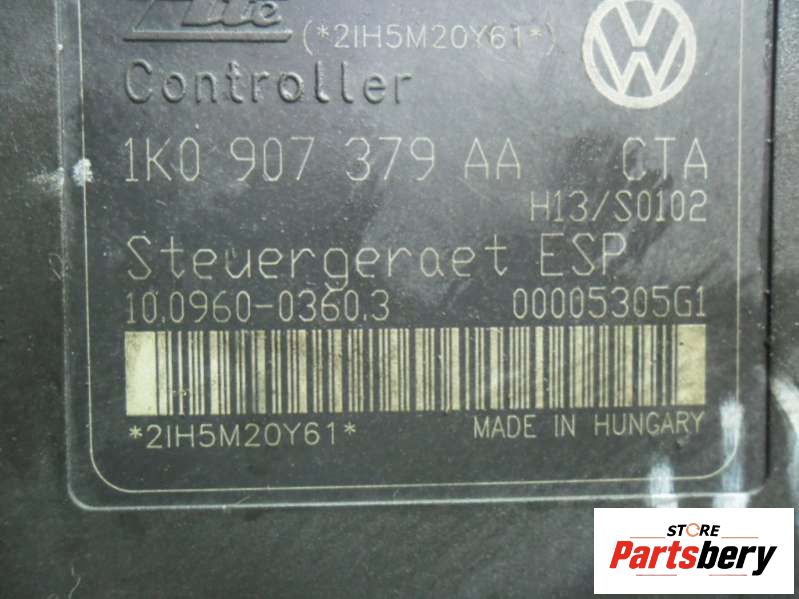 Ate (*2IH5M20Y61*)
Controller
1K0 907 379 AA CTA
H13/S0102
Steuergeraet ESP
10.0960-0360.3 00005305G1
*2IH5M20Y61* MADE IN HUNGARY
STORE
Partsbery